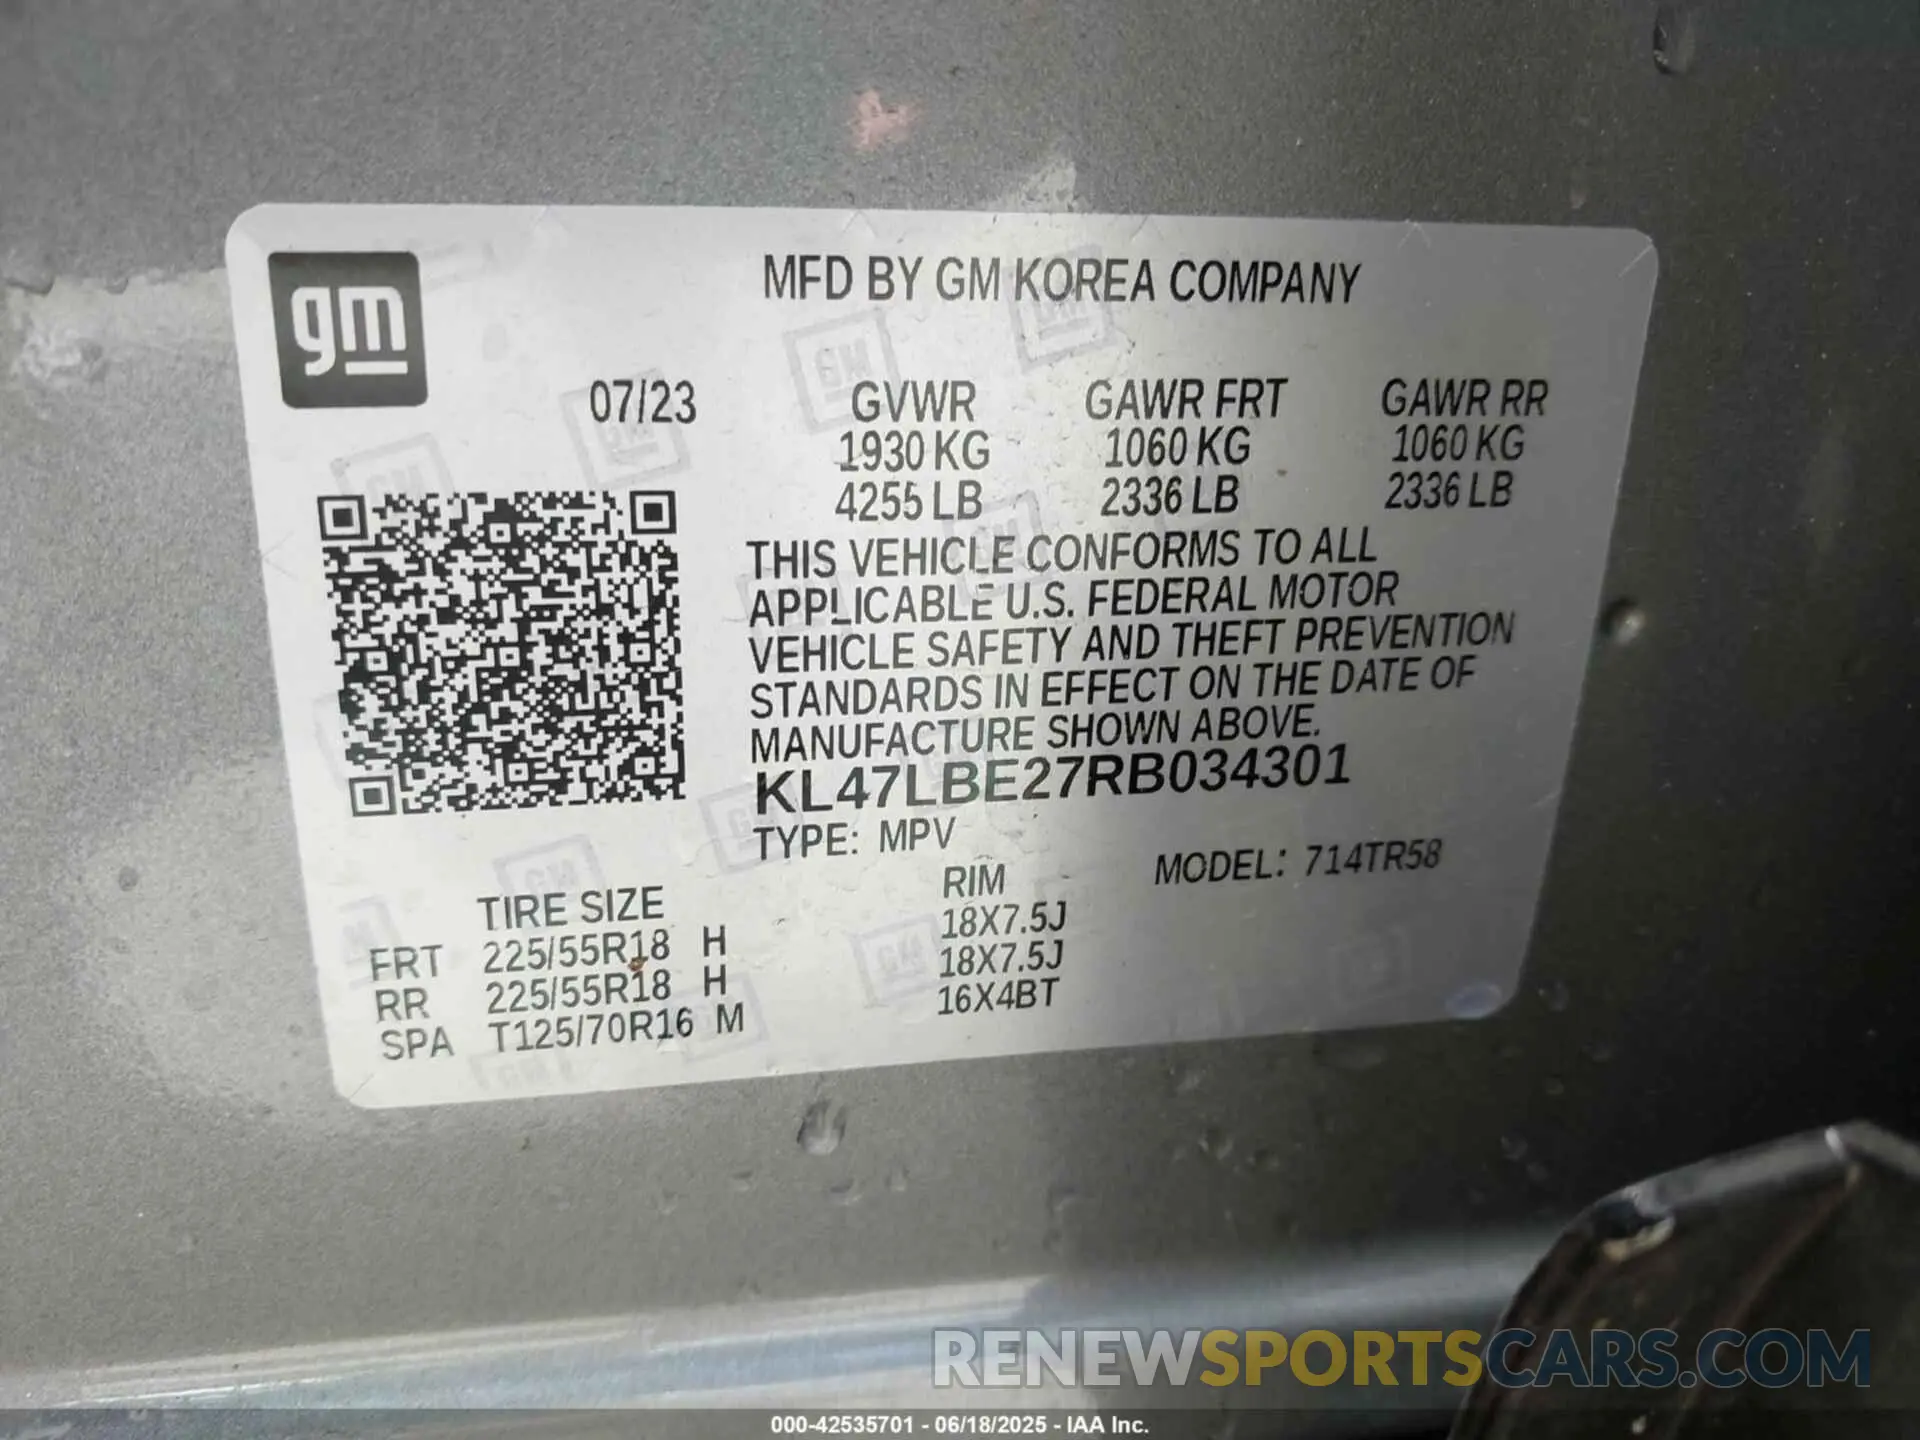 gm
MFD BY GM KOREA COMPANY
07/23
GVWR GAWR FRT GAWR RR
1930 KG 1060 KG 1060 KG
4255 LB 2336 LB 2336 LB
THIS VEHICLE CONFORMS TO ALL
APPLICABLE U.S. FEDERAL MOTOR
VEHICLE SAFETY AND THEFT PREVENTION
STANDARDS IN EFFECT ON THE DATE OF
MANUFACTURE SHOWN ABOVE.
KL47LBE27RB034301
TYPE: MPV
MODEL: 714TR58
TIRE SIZE RIM
FRT 225/55R18 H 18X7.5J
RR 225/55R18 H 18X7.5J
SPA T125/70R16 M 16X4BT
RENEWSPORTSCARS.COM
000-42535701 - 06/18/2025 - IAA Inc.